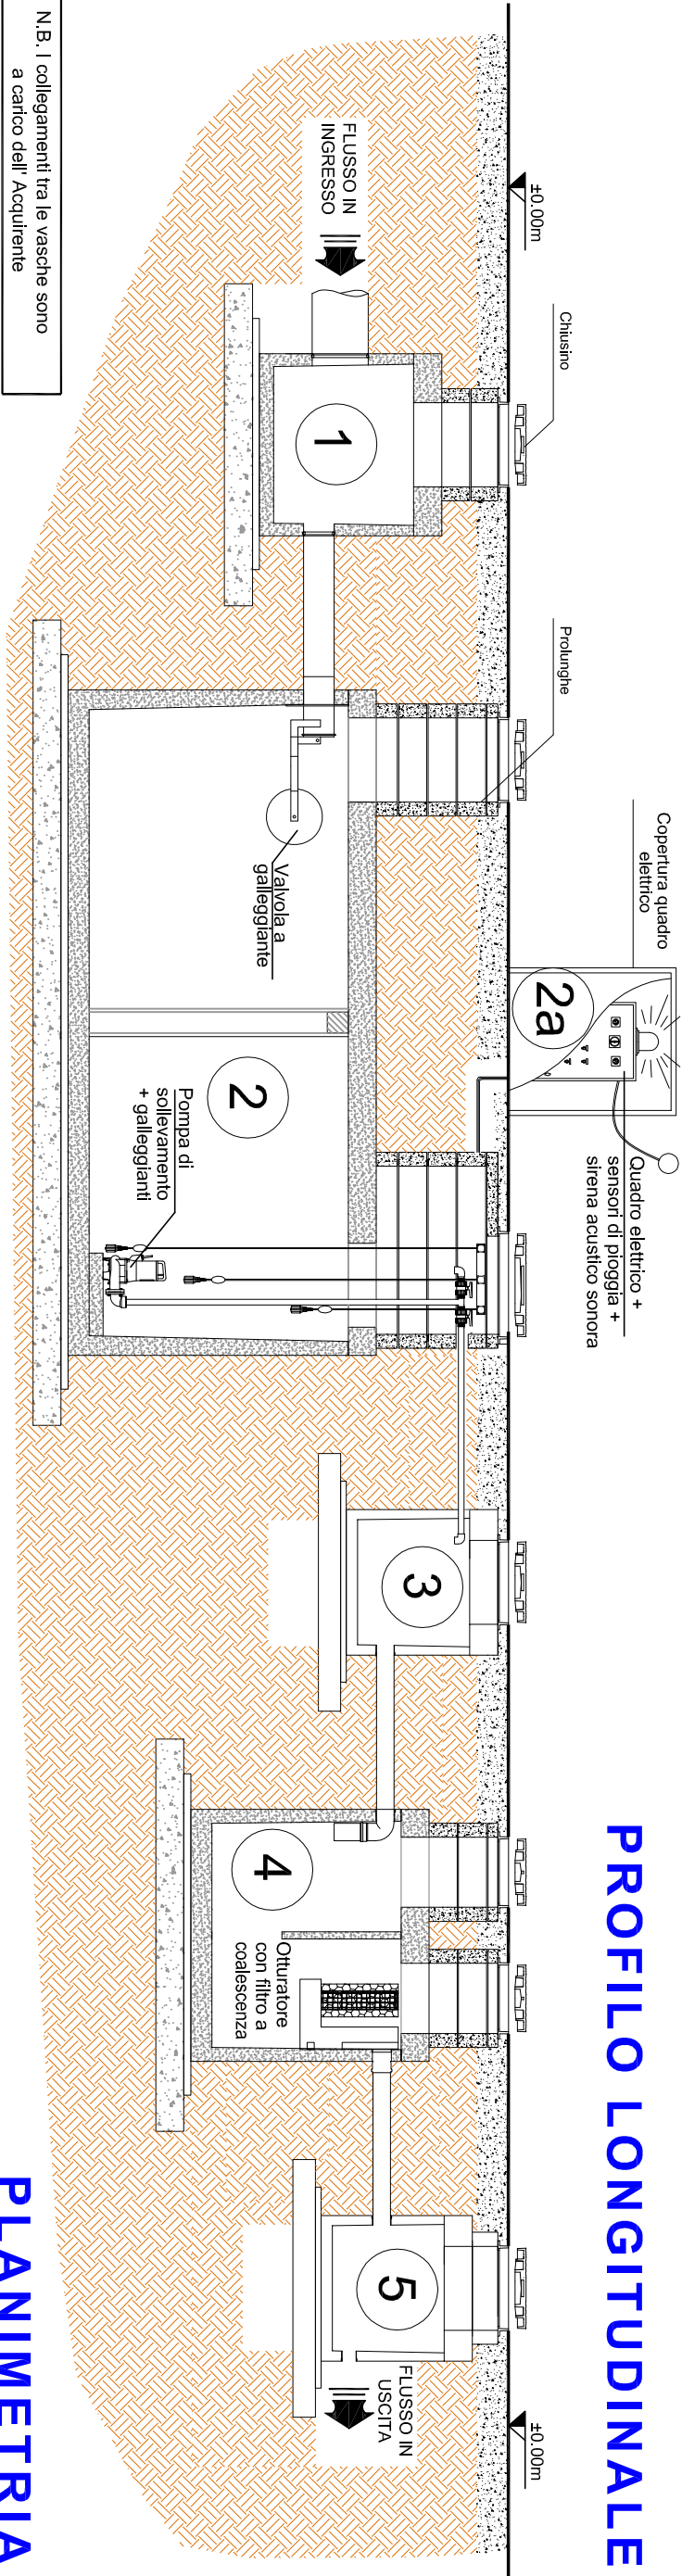 PROFILO LONGITUDINALE
±0.00m
Chiusino
Prolunghe
Copertura quadro
elettrico
2a
Quadro elettrico +
sensori di pioggia +
sirena acustico sonora
±0.00m
FLUSSO IN
INGRESSO
1
Valvola a
galleggiante
2
Pompa di
sollevamento
+ galleggianti
3
4
Otturatore
con filtro a
coalescenza
5
FLUSSO IN
USCITA
N.B. I collegamenti tra le vasche sono
a carico dell' Acquirente
PLANIMETRIA